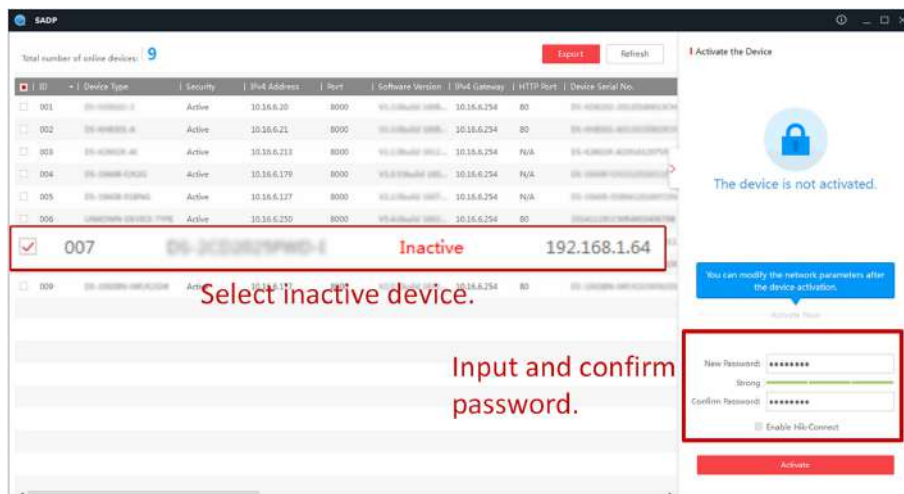 SADP
Total number of online devices: 9
Export
Refresh
ID | Device Type | Security | IPv4 Address | Port | Software Version | IPv4 Gateway | HTTP Port | Device Serial No.
001 Active 10.16.6.20 8000 10.16.6.254 80
002 Active 10.16.6.21 8000 10.16.6.254 80
003 Active 10.16.6.213 8000 10.16.6.254 N/A
004 Active 10.16.6.179 8000 10.16.6.254 N/A
005 Active 10.16.6.127 8000 10.16.6.254 N/A
006 UNKNOWN DEVICE TYPE Active 10.16.6.250 8000 10.16.6.254 80
007 Inactive 192.168.1.64
009 8000 10.16.6.254 80
Select inactive device.
Input and confirm
password.
Activate the Device
The device is not activated.
You can modify the network parameters after
the device activation.
Activate Now
New Password: ●●●●●●●●
Strong
Confirm Password: ●●●●●●●●
Enable Hik-Connect
Activate